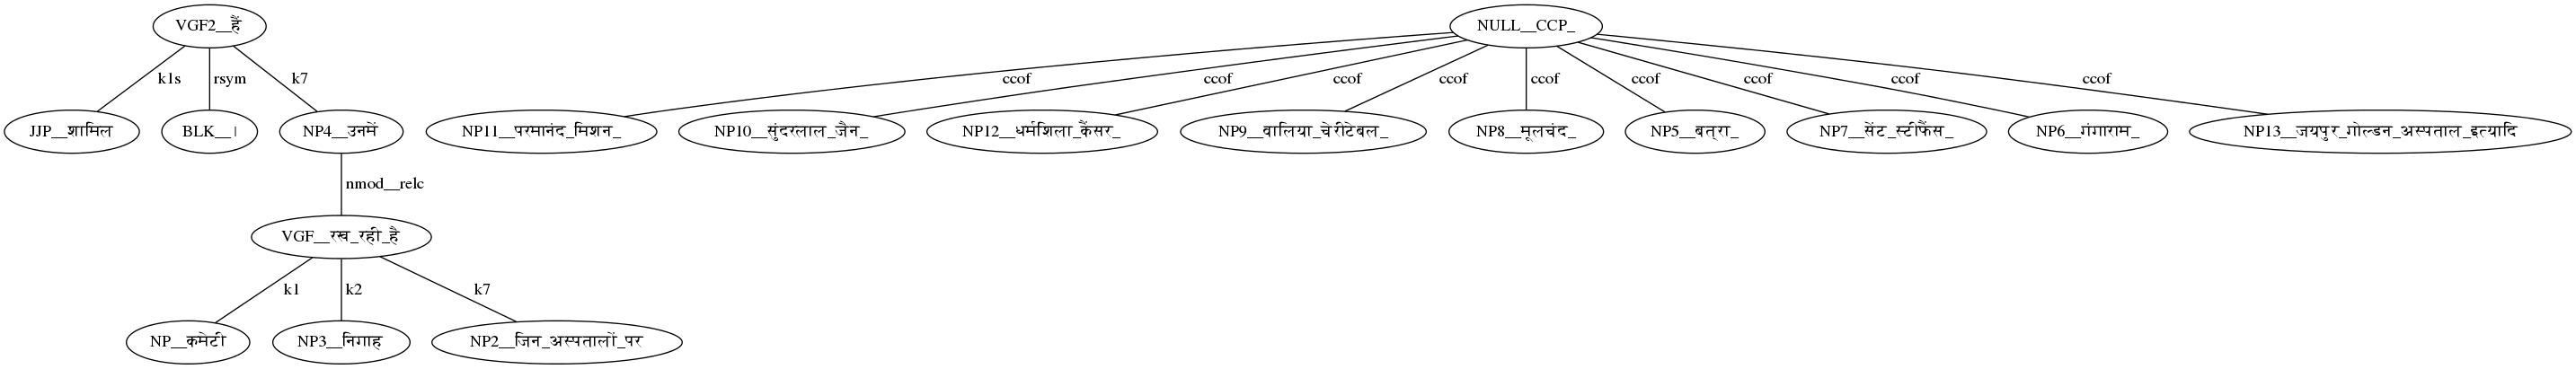 VGF2__हैं NULL__CCP_
k1s rsym k7 ccof ccof ccof ccof ccof ccof ccof ccof ccof
JJP__शामिल BLK__। NP4__उनमें NP11__परमानंद_मिशन_ NP10__सुंदरलाल_जैन_ NP12__धर्मशिला_कैंसर_ NP9__वालिया_चेरीटेबल_ NP8__मूलचंद_ NP5__बत्रा_ NP7__सेंट_स्टीफैंस_ NP6__गंगाराम_ NP13__जयपुर_गोल्डन_अस्पताल_इत्यादि
nmod__relc
VGF__रख_रही_है
k1 k2 k7
NP__कमेटी NP3__निगाह NP2__जिन_अस्पतालों_पर